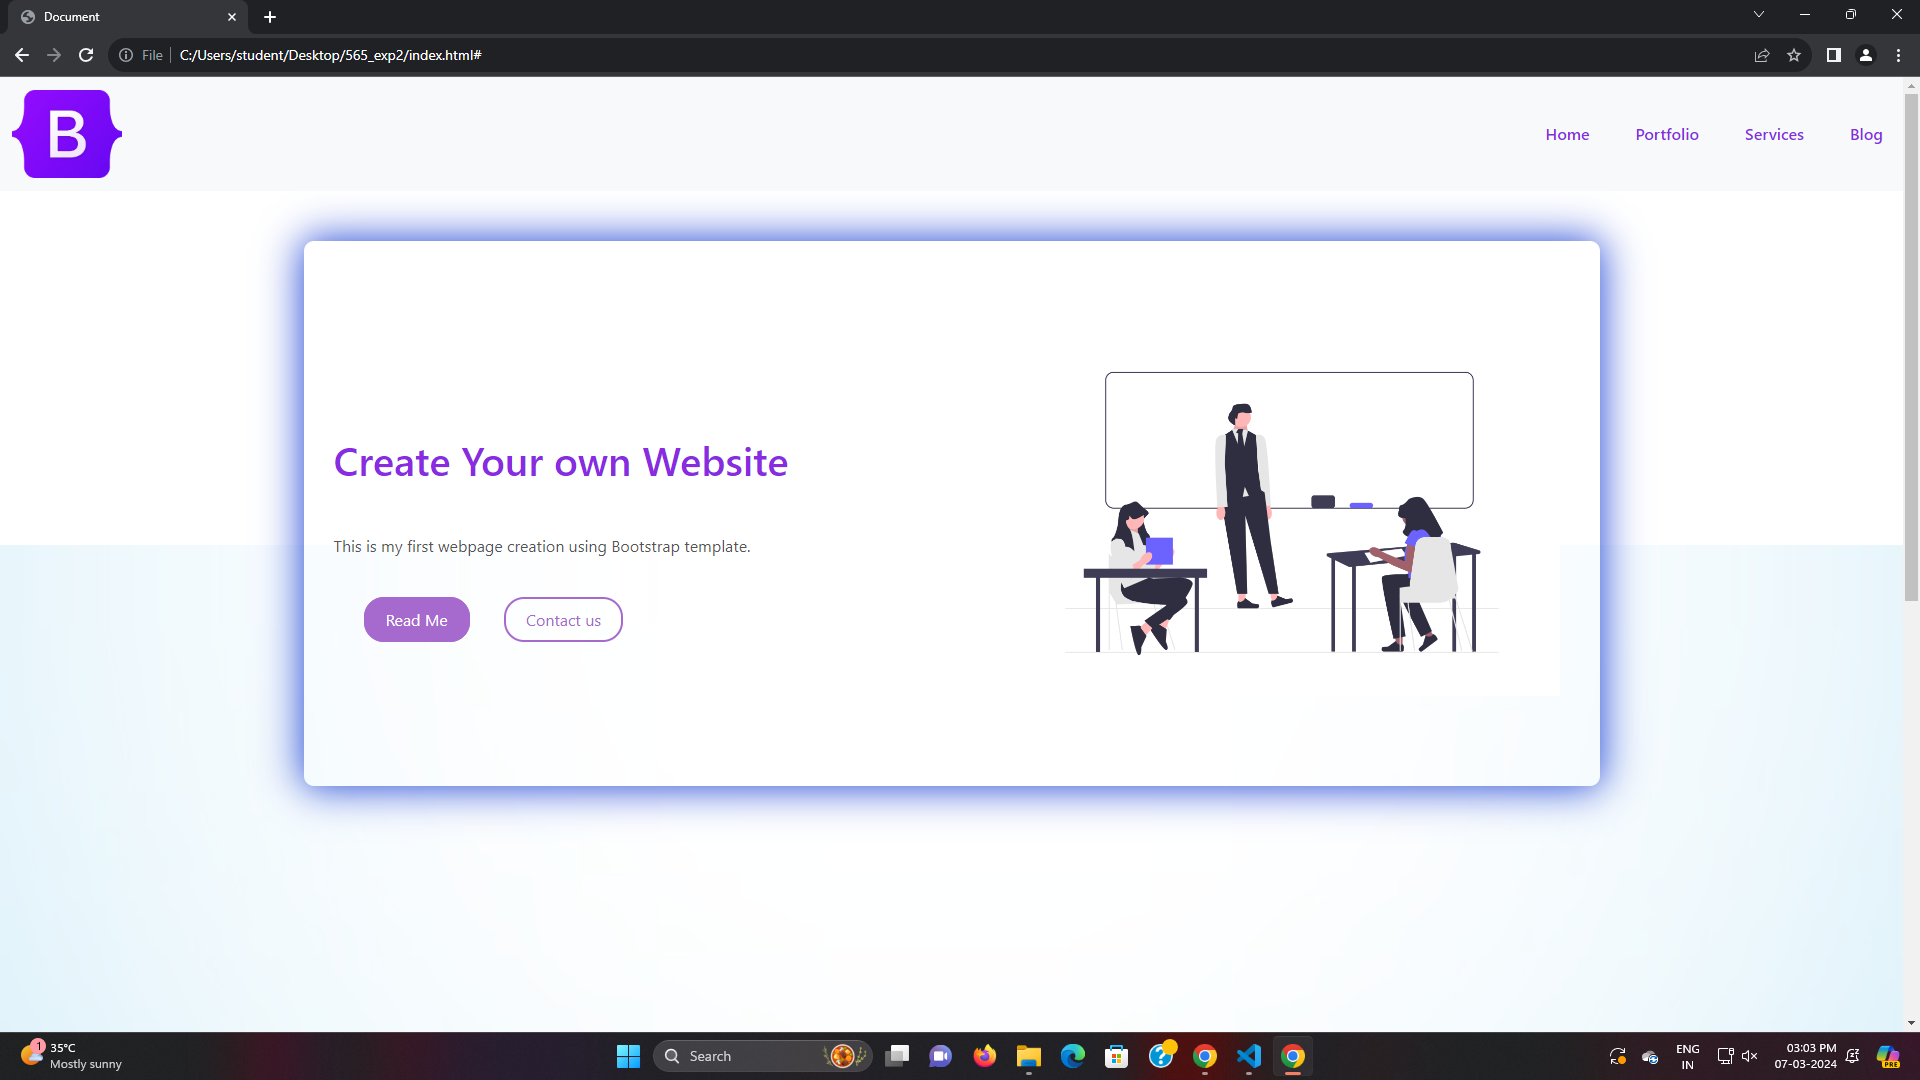 Document
File
C:/Users/student/Desktop/565_exp2/index.html#
B
Home Portfolio Services Blog
Create Your own Website
This is my first webpage creation using Bootstrap template.
Read Me Contact us
1
35°C
Mostly sunny
Search
ENG
IN
03:03 PM
07-03-2024
PRE